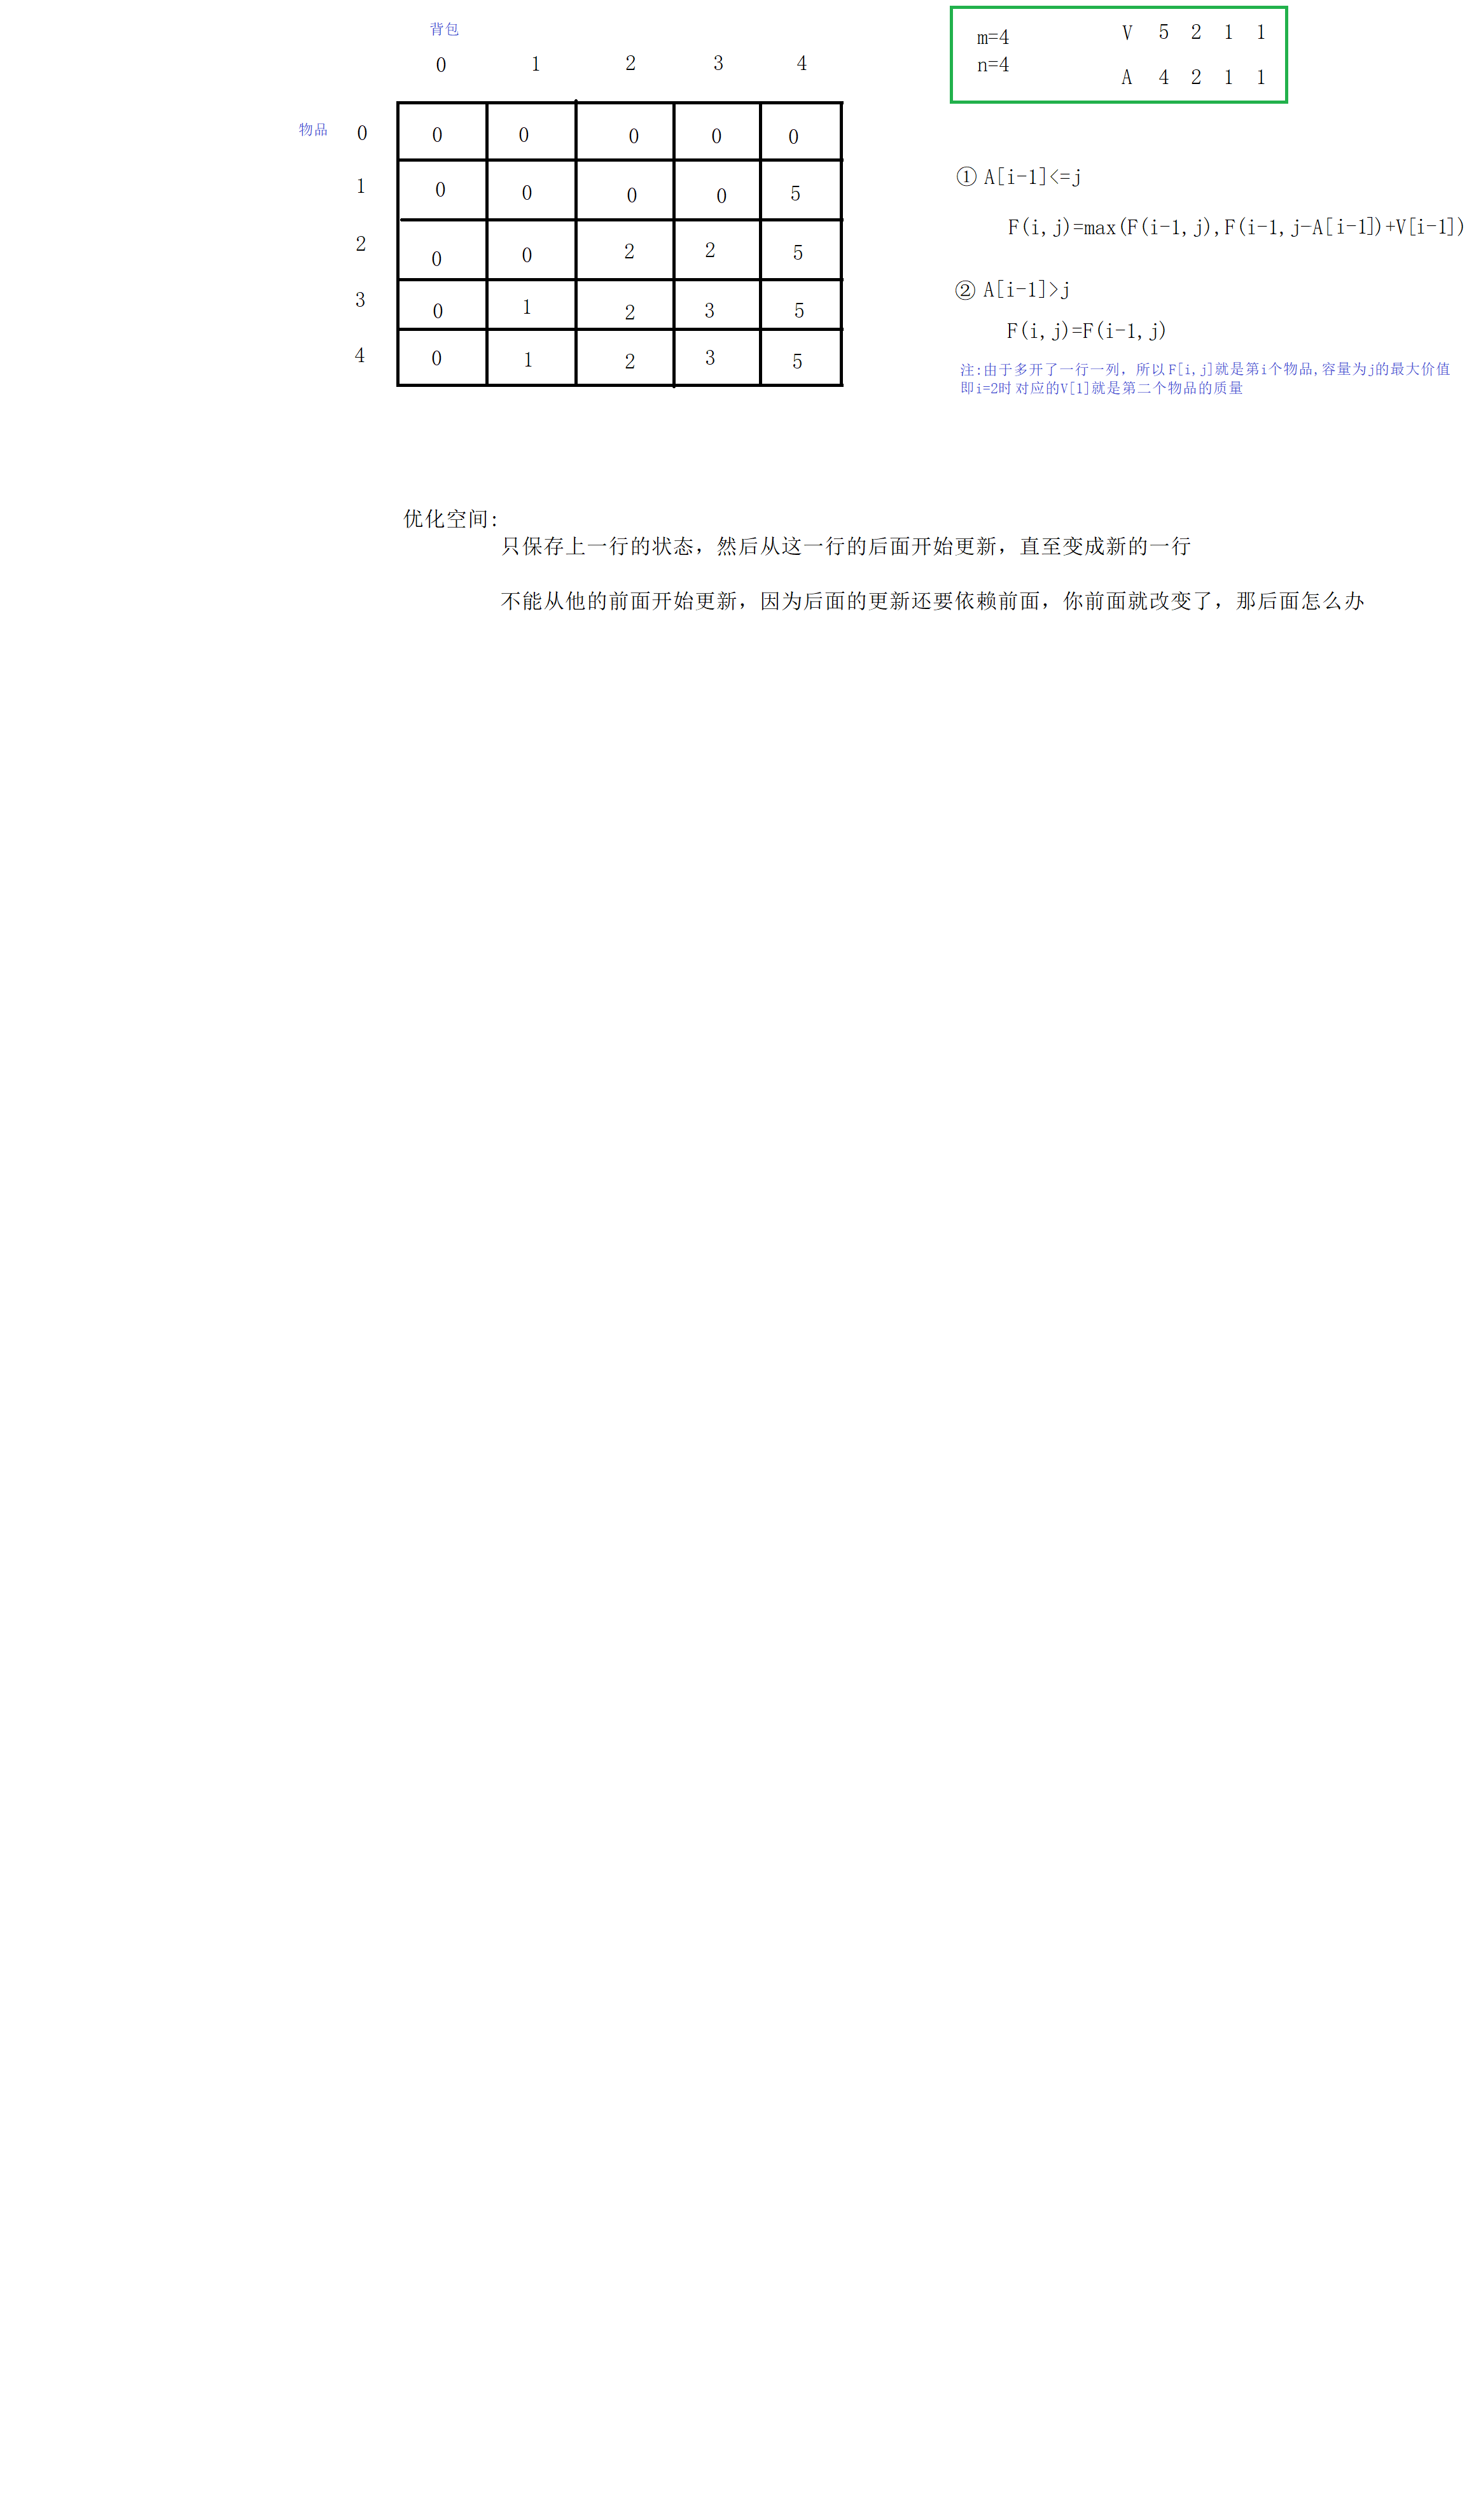 背包
0 1 2 3 4
物品 0 0 0 0 0 0
1 0 0 0 0 5
2 0 0 2 2 5
3 0 1 2 3 5
4 0 1 2 3 5
m=4 V 5 2 1 1
n=4
A 4 2 1 1
① A[i-1]<=j
F(i,j)=max(F(i-1,j),F(i-1,j-A[i-1])+V[i-1])
② A[i-1]>j
F(i,j)=F(i-1,j)
注:由于多开了一行一列，所以F[i,j]就是第i个物品,容量为j的最大价值
即i=2时对应的V[1]就是第二个物品的质量
优化空间:
只保存上一行的状态，然后从这一行的后面开始更新，直至变成新的一行
不能从他的前面开始更新，因为后面的更新还要依赖前面，你前面就改变了，那后面怎么办